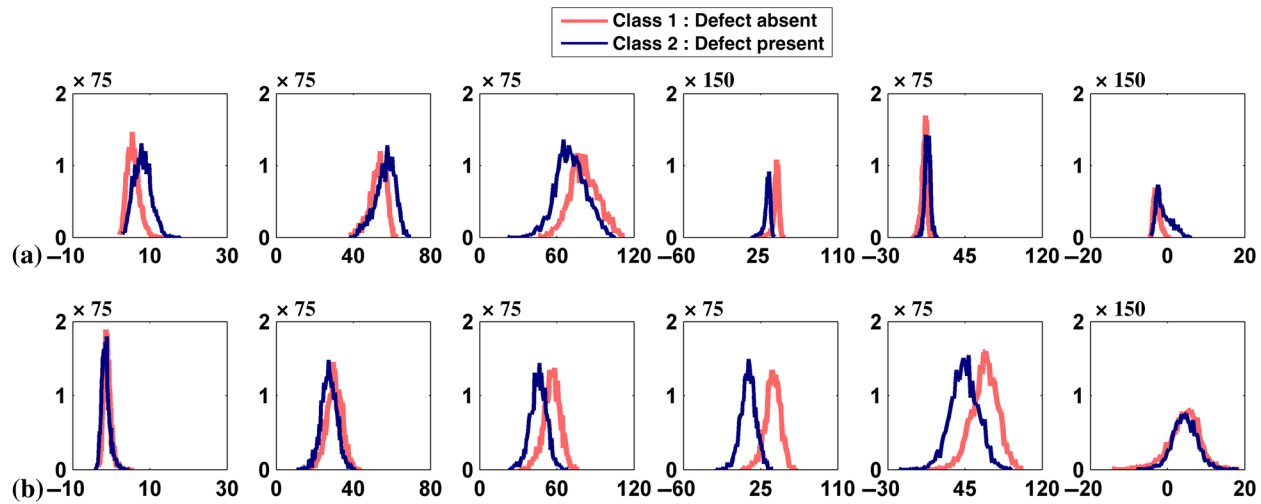 Class 1 : Defect absent
Class 2 : Defect present
× 75 × 75 × 75 × 150 × 75 × 150
2 2 2 2 2 2
1 1 1 1 1 1
0 0 0 0 0 0
(a) –10 10 30 0 40 80 0 60 120 –60 25 110 –30 45 120 –20 0 20
× 75 × 75 × 75 × 75 × 75 × 150
2 2 2 2 2 2
1 1 1 1 1 1
0 0 0 0 0 0
(b) –10 10 30 0 40 80 0 60 120 –60 25 110 –30 45 120 –20 0 20